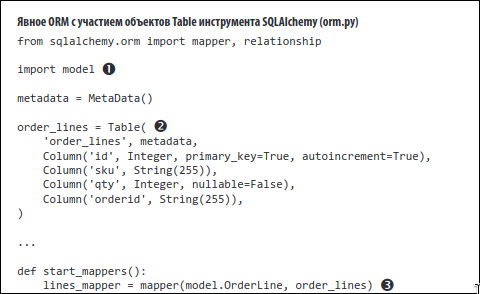 Явное ORM с участием объектов Table инструмента SQLAlchemy (orm.py)
from sqlalchemy.orm import mapper, relationship

import model ❶

metadata = MetaData()

order_lines = Table( ❷
    'order_lines', metadata,
    Column('id', Integer, primary_key=True, autoincrement=True),
    Column('sku', String(255)),
    Column('qty', Integer, nullable=False),
    Column('orderid', String(255)),
)

...

def start_mappers():
    lines_mapper = mapper(model.OrderLine, order_lines) ❸